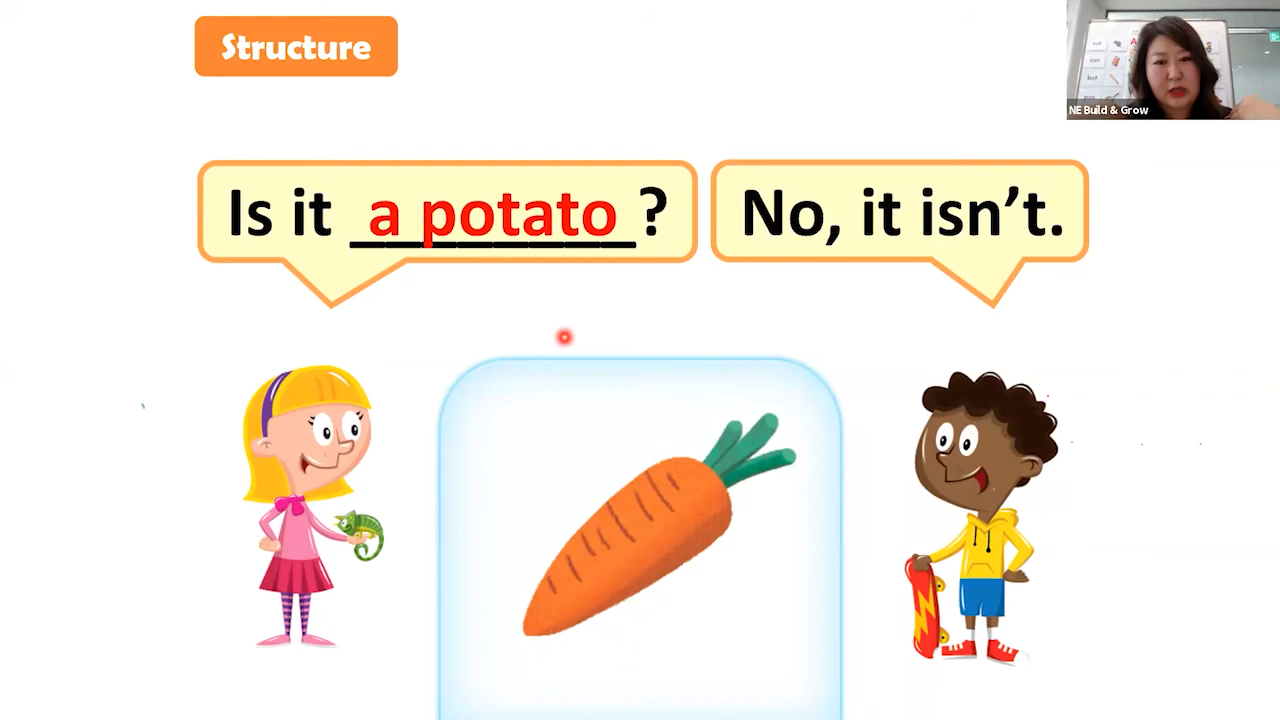 Structure
NE Build & Grow
Is it a potato ?
No, it isn't.